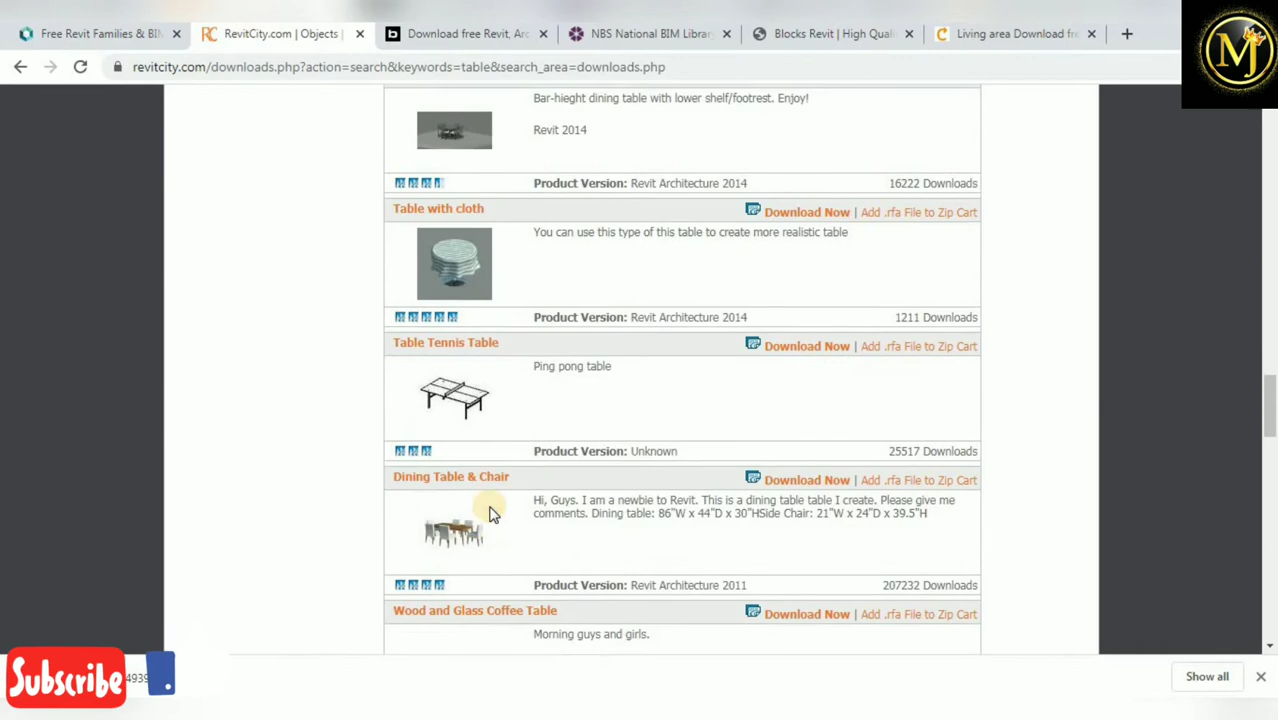 Free Revit Families & BIM
RevitCity.com | Objects |
Download free Revit, Arc
NBS National BIM Library
Blocks Revit | High Quali
Living area Download fre
revitcity.com/downloads.php?action=search&keywords=table&search_area=downloads.php
MJ
Bar-hieght dining table with lower shelf/footrest. Enjoy!
Revit 2014
Product Version: Revit Architecture 2014 16222 Downloads
Table with cloth Download Now | Add .rfa File to Zip Cart
You can use this type of this table to create more realistic table
Product Version: Revit Architecture 2014 1211 Downloads
Table Tennis Table Download Now | Add .rfa File to Zip Cart
Ping pong table
Product Version: Unknown 25517 Downloads
Dining Table & Chair Download Now | Add .rfa File to Zip Cart
Hi, Guys. I am a newbie to Revit. This is a dining table table I create. Please give me
comments. Dining table: 86"W x 44"D x 30"HSide Chair: 21"W x 24"D x 39.5"H
Product Version: Revit Architecture 2011 207232 Downloads
Wood and Glass Coffee Table Download Now | Add .rfa File to Zip Cart
Morning guys and girls.
Subscribe 4939
Show all